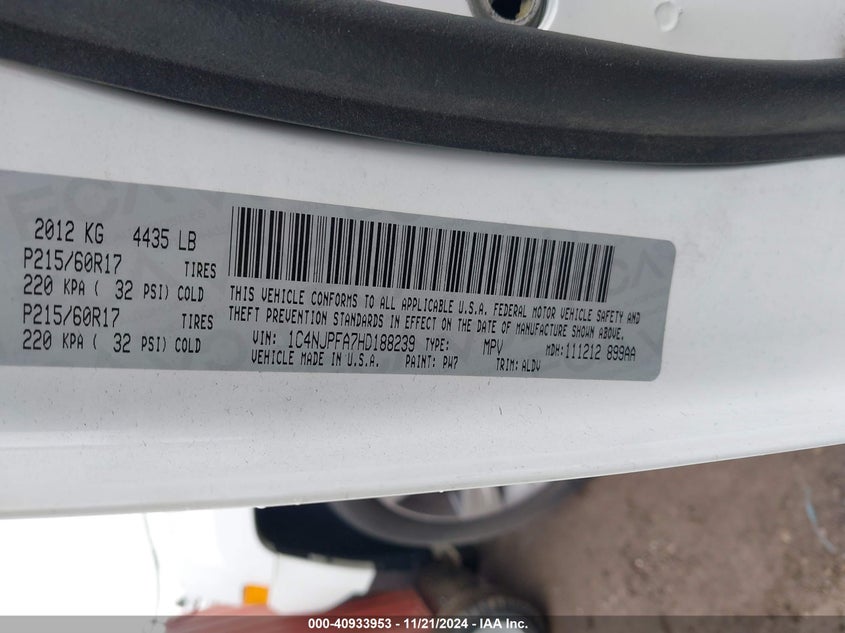 2012 KG 4435 LB
P215/60R17 TIRES
220 KPA ( 32 PSI) COLD
P215/60R17 TIRES
220 KPA ( 32 PSI) COLD
THIS VEHICLE CONFORMS TO ALL APPLICABLE U.S.A. FEDERAL MOTOR VEHICLE SAFETY AND
THEFT PREVENTION STANDARDS IN EFFECT ON THE DATE OF MANUFACTURE SHOWN ABOVE.
VIN: 1C4NJPFA7HD188239 TYPE: MPV MDH:111212 899AA
VEHICLE MADE IN U.S.A. PAINT: PW7 TRIM: ALDV
000-40933953 - 11/21/2024 - IAA, Inc.